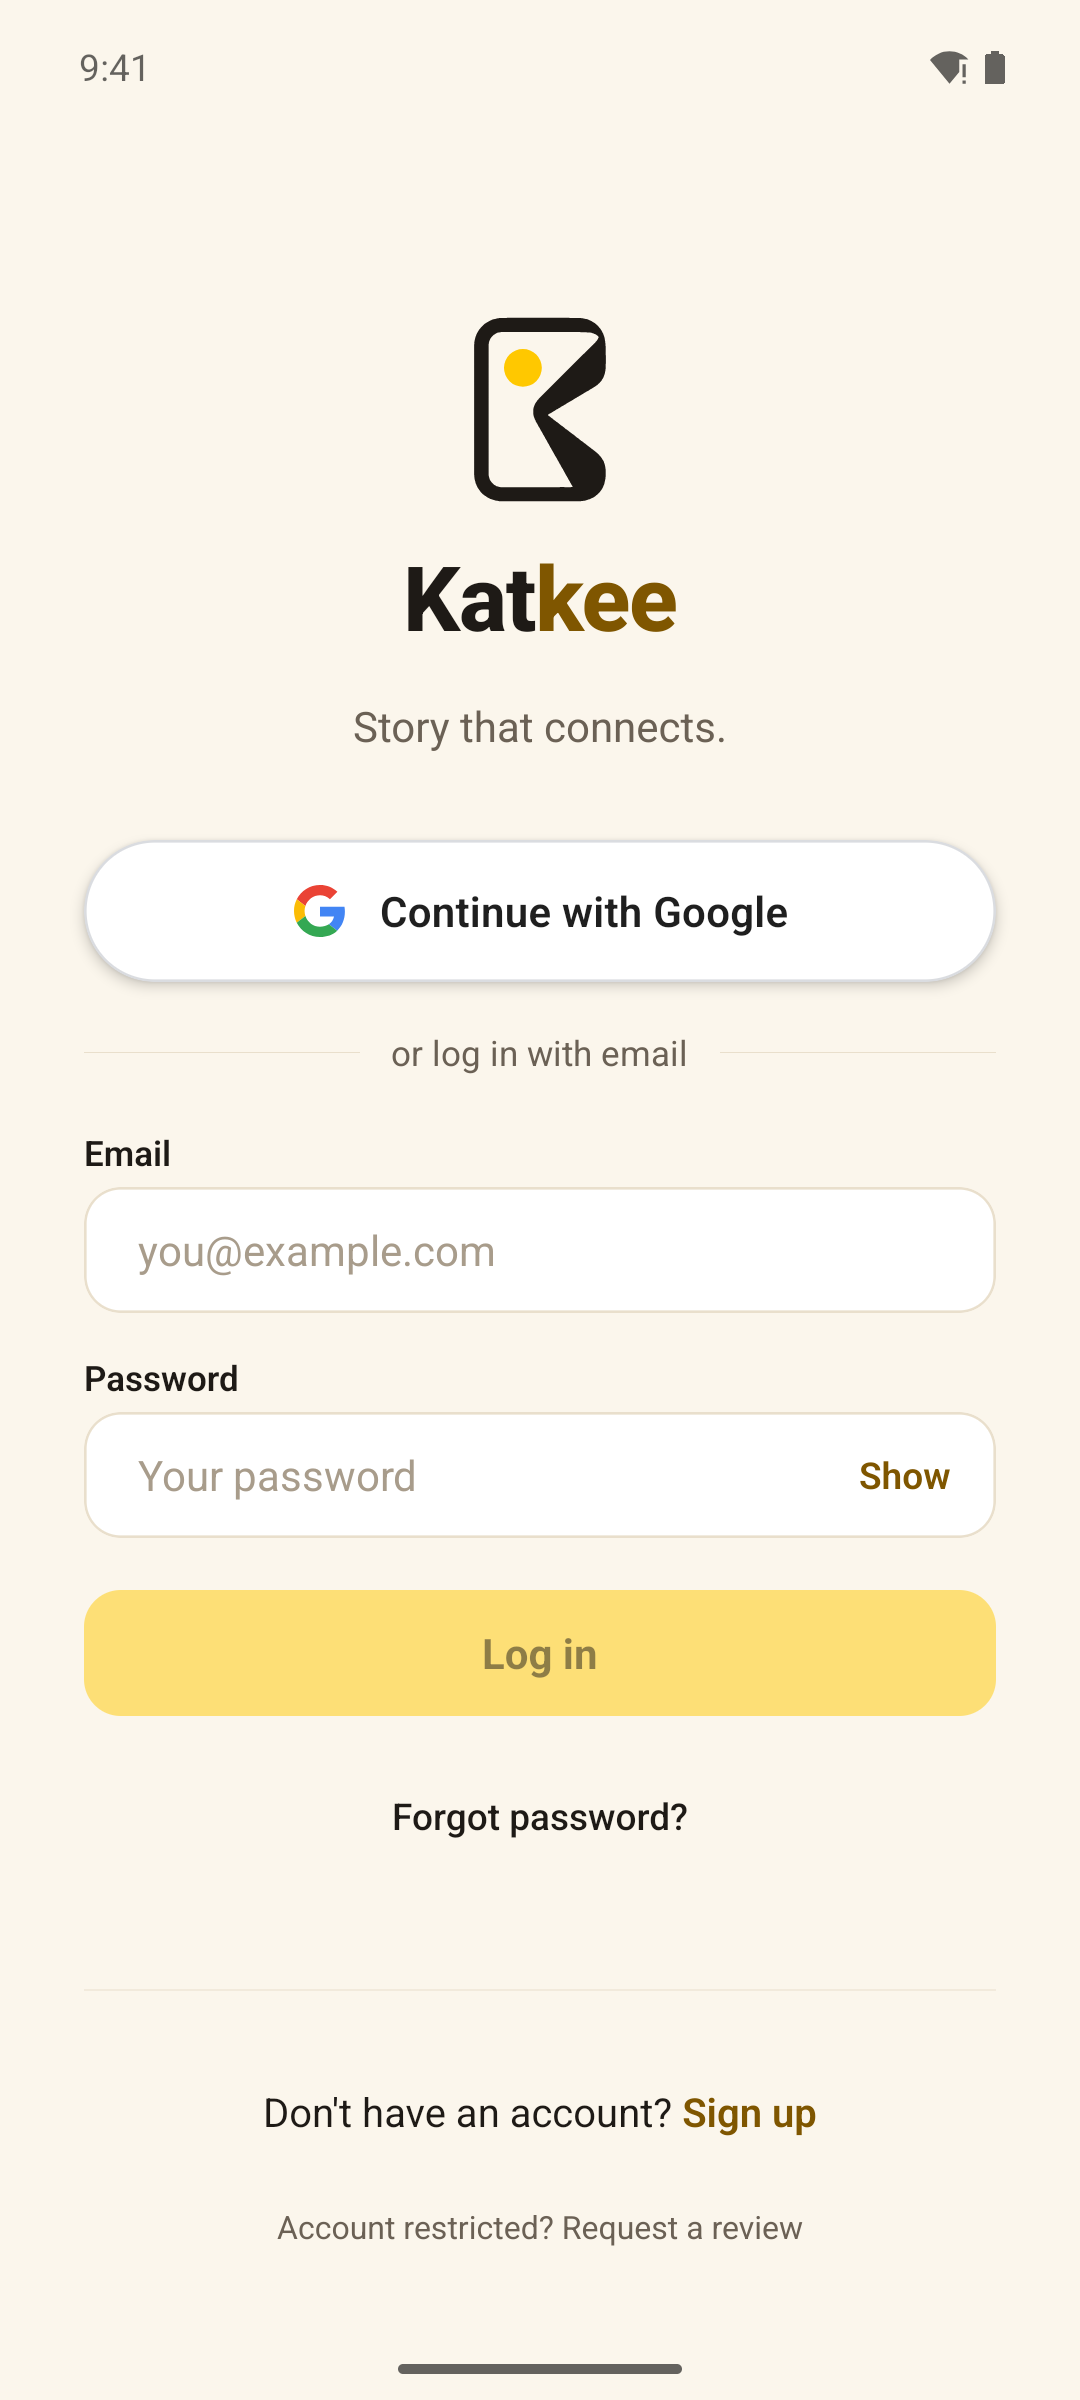 9:41
Katkee
Story that connects.
Continue with Google
or log in with email
Email
you@example.com
Password
Your password
Show
Log in
Forgot password?
Don't have an account? Sign up
Account restricted? Request a review